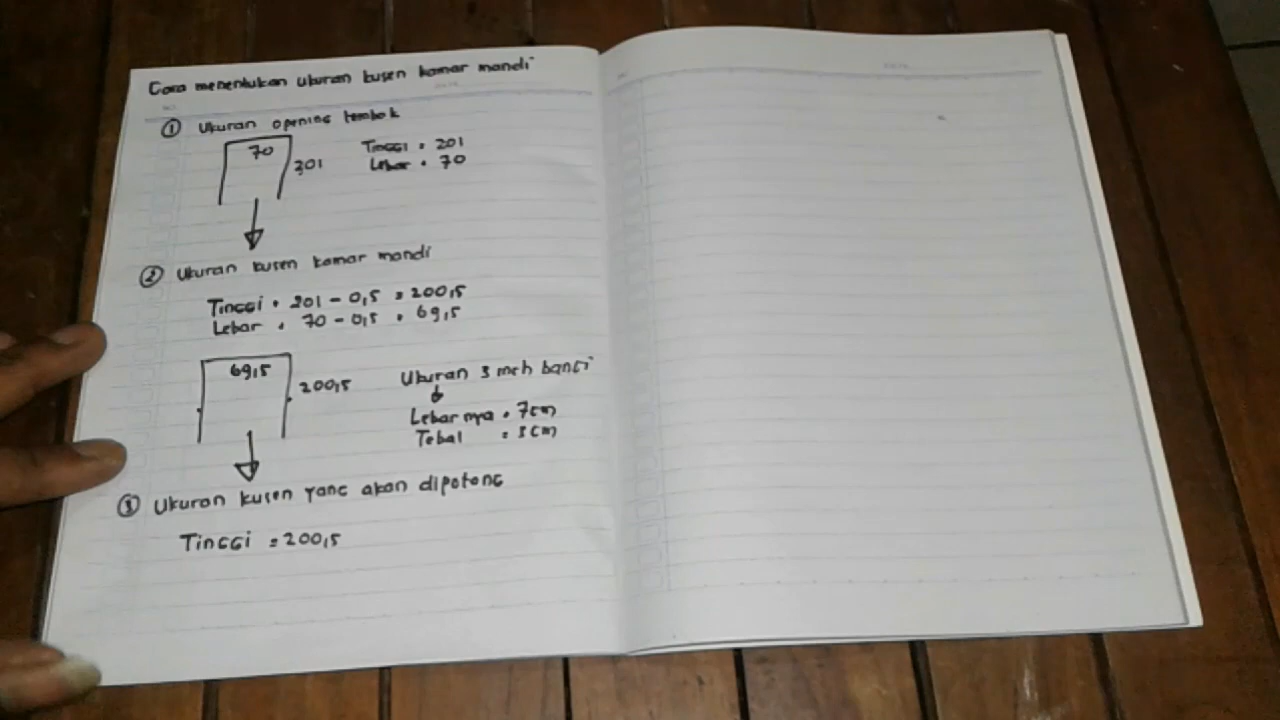 Cara menentukan ukuran kusen kamar mandi
① Ukuran opening tembok
70
201
Tinggi = 201
Lebar = 70
② Ukuran kusen kamar mandi
Tinggi = 201 - 0,5 = 200,5
Lebar = 70 - 0,5 = 69,5
69,5
200,5
Ukuran 3 inch
Lebarnya = 7cm
Tebal = 3cm
③ Ukuran kusen yang akan dipotong
Tinggi = 200,5